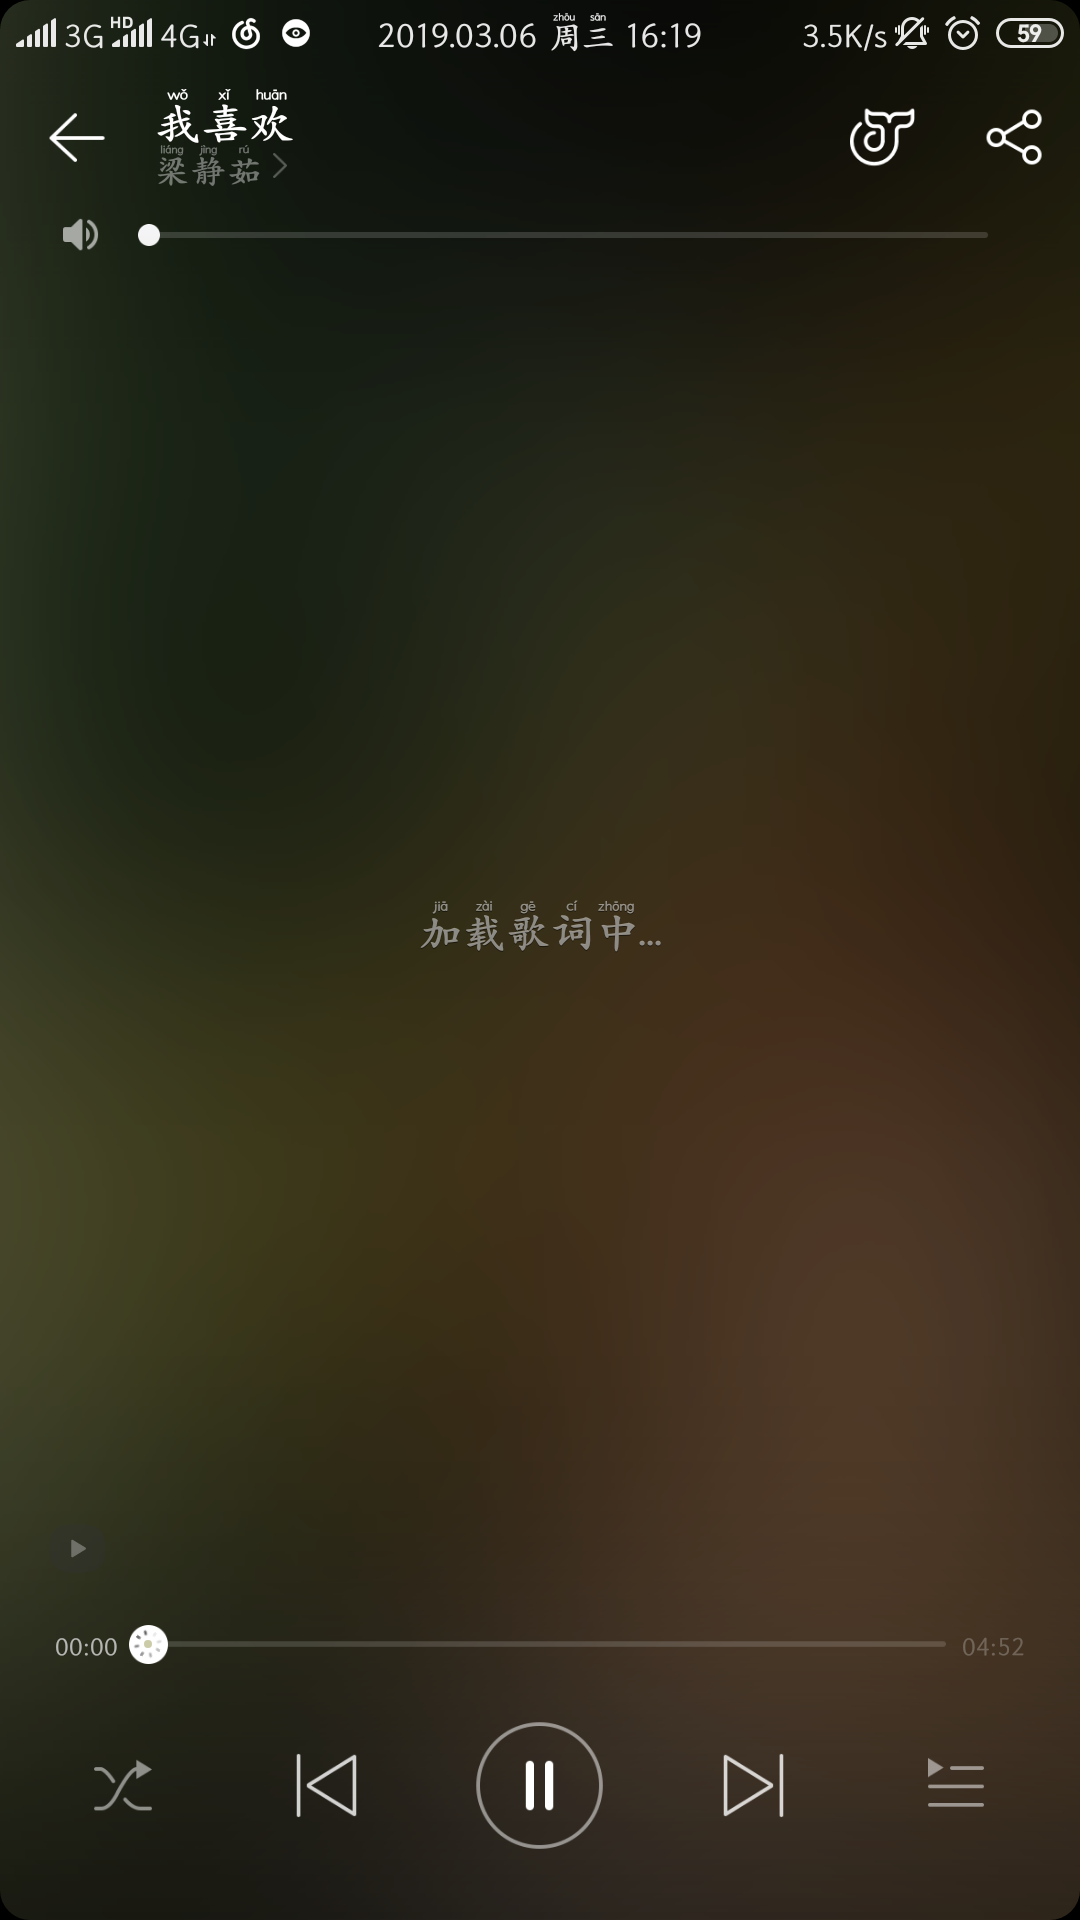 3G HD 4G 2019.03.06 周三 16:19 3.5K/s 59
zhōu sān
wǒ xǐ huān
我喜欢
liáng jìng rú
梁静茹
jiā zài gē cí zhōng
加载歌词中...
00:00 04:52